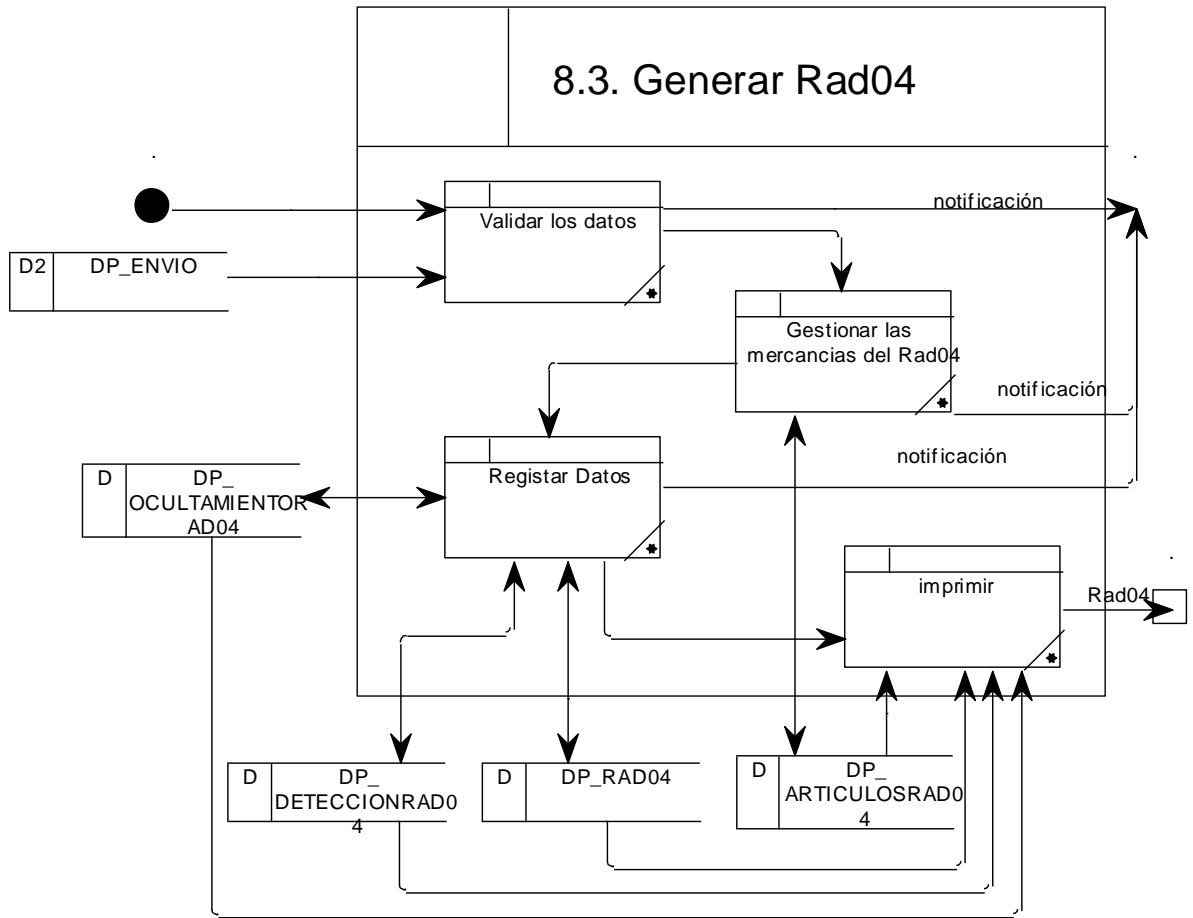 8.3. Generar Rad04
notificación
Validar los datos
D2 DP_ENVIO
Gestionar las
mercancias del Rad04
notificación
notificación
D DP_
OCULTAMIENTOR
AD04
Registar Datos
imprimir
Rad04
D DP_
DETECCIONRAD0
4
D DP_RAD04
D DP_
ARTICULOSRAD0
4